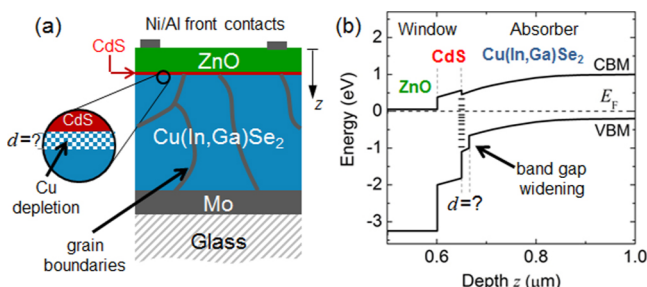 (a)
Ni/Al front contacts
CdS
ZnO
z
CdS
d=?
Cu
depletion
Cu(In,Ga)Se₂
Mo
Glass
grain
boundaries
(b)
Window
Absorber
CdS
Cu(In,Ga)Se₂
ZnO
CBM
E_F
VBM
band gap
widening
d=?
Energy (eV)
2
1
0
-1
-2
-3
0.6
0.8
1.0
Depth z (μm)